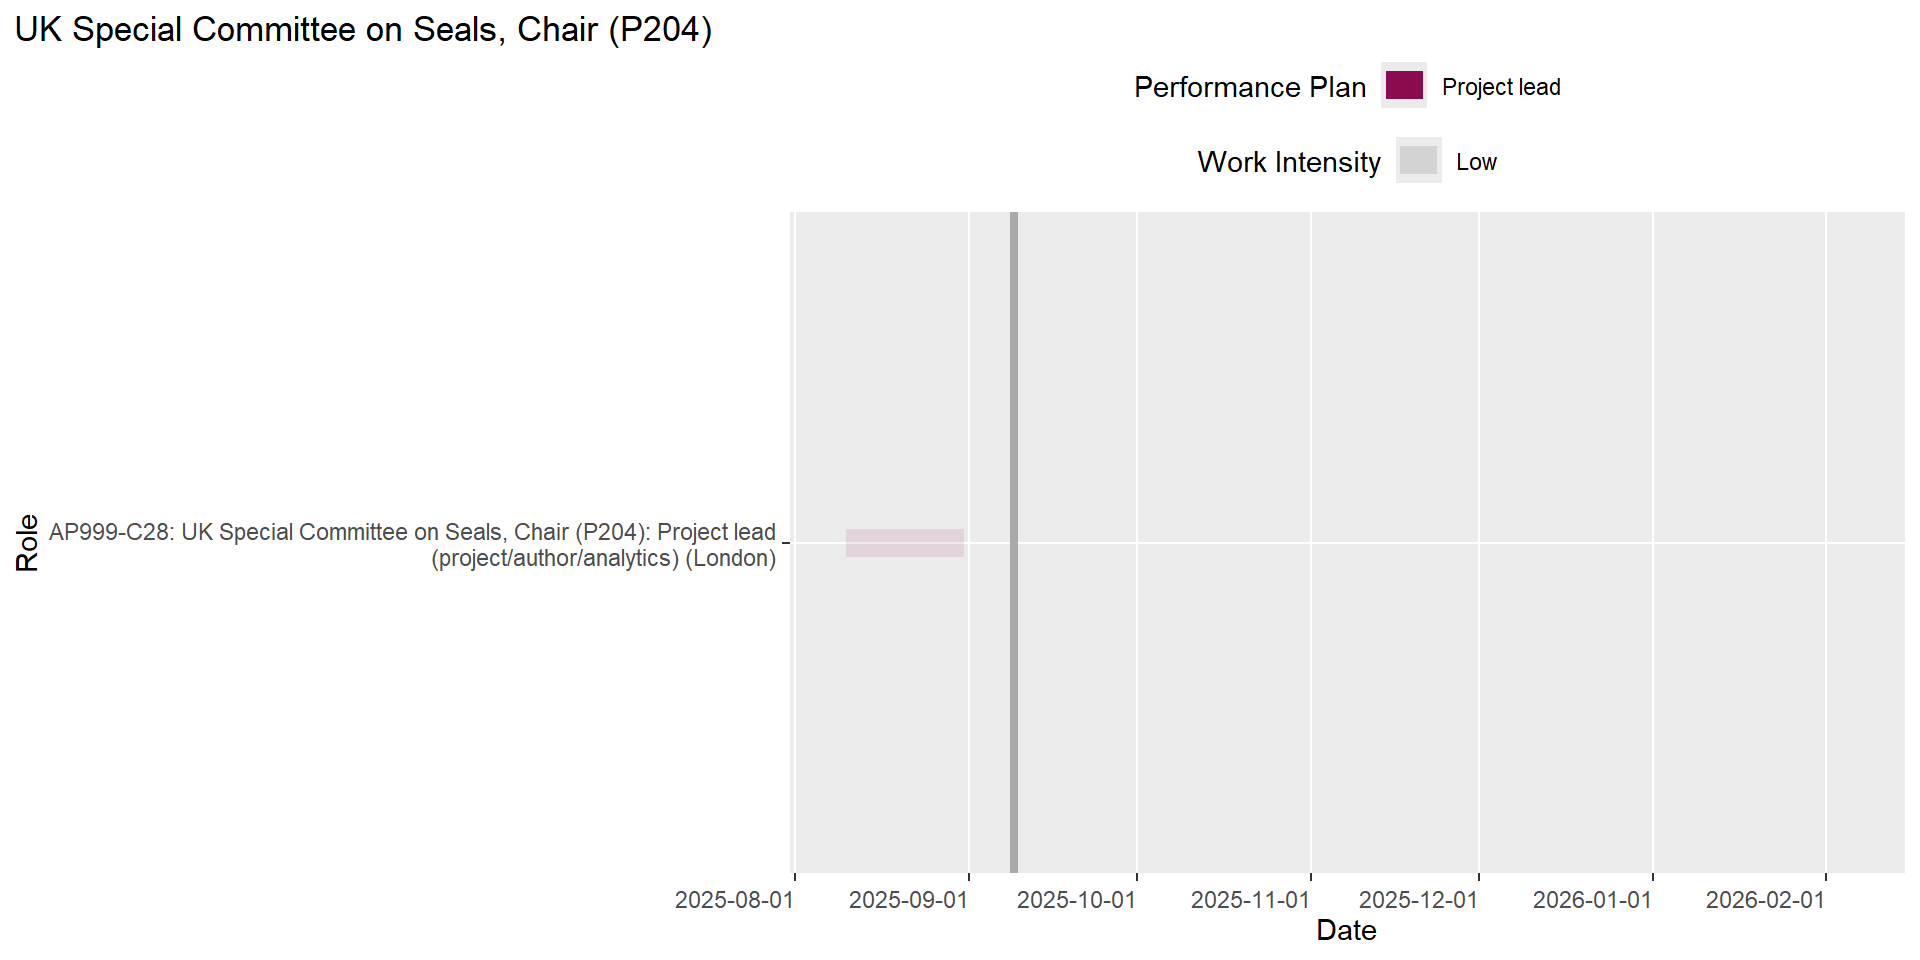 UK Special Committee on Seals, Chair (P204)
Performance Plan
Project lead
Work Intensity
Low
Role
AP999-C28: UK Special Committee on Seals, Chair (P204): Project lead
(project/author/analytics) (London)
2025-08-01
2025-09-01
2025-10-01
2025-11-01
2025-12-01
2026-01-01
2026-02-01
Date